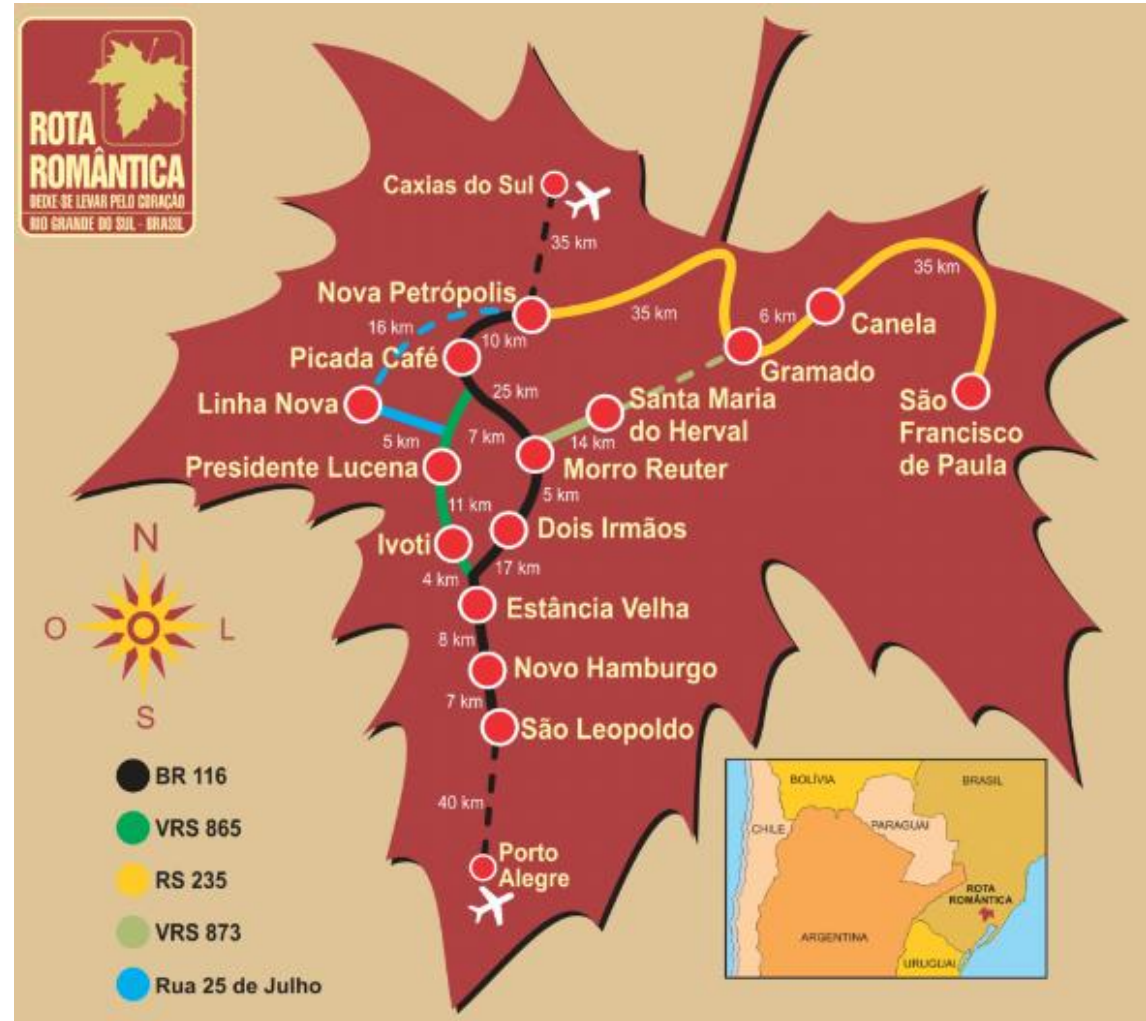 ROTA
ROMÂNTICA
DEIXE-SE LEVAR PELO CORAÇÃO
RIO GRANDE DO SUL - BRASIL
Caxias do Sul
35 km
Nova Petrópolis
16 km
10 km
35 km
35 km
6 km
Canela
Picada Café
Gramado
25 km
Linha Nova
Santa Maria
do Herval
São
Francisco
de Paula
5 km
7 km
14 km
Presidente Lucena
Morro Reuter
5 km
11 km
Ivoti
Dois Irmãos
4 km
17 km
Estância Velha
8 km
Novo Hamburgo
7 km
São Leopoldo
40 km
Porto
Alegre
N
O
L
S
BR 116
VRS 865
RS 235
VRS 873
Rua 25 de Julho
BOLÍVIA
BRASIL
PARAGUAI
CHILE
ROTA
ROMÂNTICA
ARGENTINA
URUGUAI